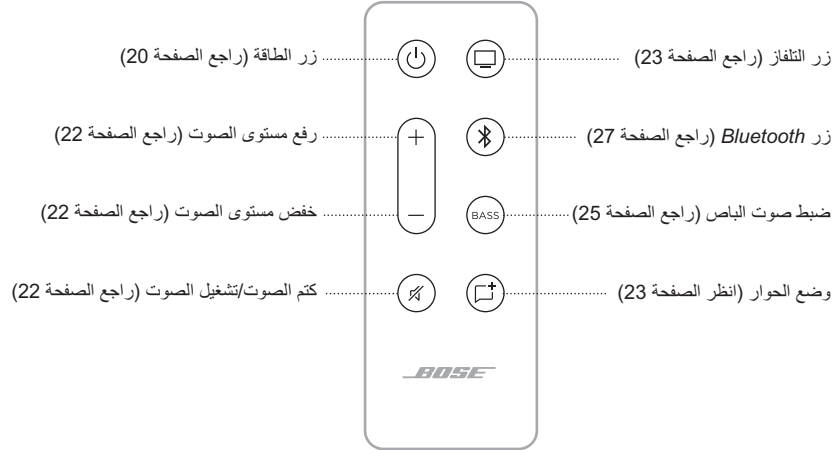 زر التلفاز (راجع الصفحة 23)
زر الطاقة (راجع الصفحة 20)
زر Bluetooth (راجع الصفحة 27)
رفع مستوى الصوت (راجع الصفحة 22)
ضبط صوت الباص (راجع الصفحة 25)
BASS
خفض مستوى الصوت (راجع الصفحة 22)
وضع الحوار (انظر الصفحة 23)
كتم الصوت/تشغيل الصوت (راجع الصفحة 22)
BOSE